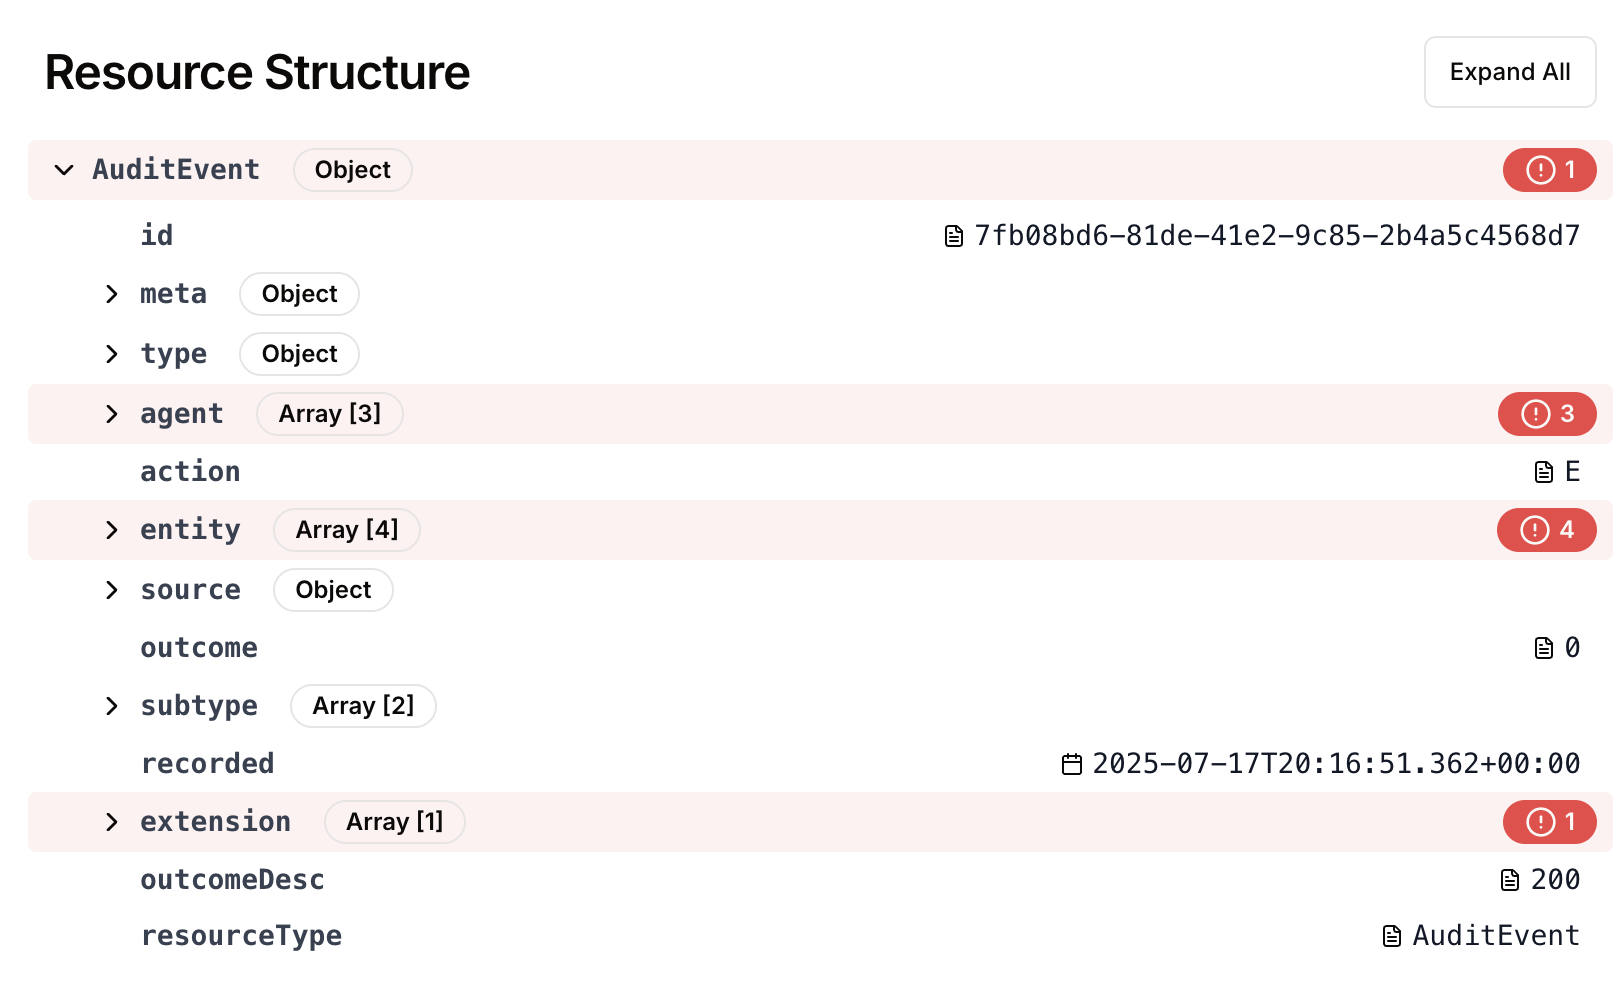 Resource Structure
Expand All
AuditEvent Object 1
id 7fb08bd6-81de-41e2-9c85-2b4a5c4568d7
meta Object
type Object
agent Array [3] 3
action E
entity Array [4] 4
source Object
outcome 0
subtype Array [2]
recorded 2025-07-17T20:16:51.362+00:00
extension Array [1] 1
outcomeDesc 200
resourceType AuditEvent